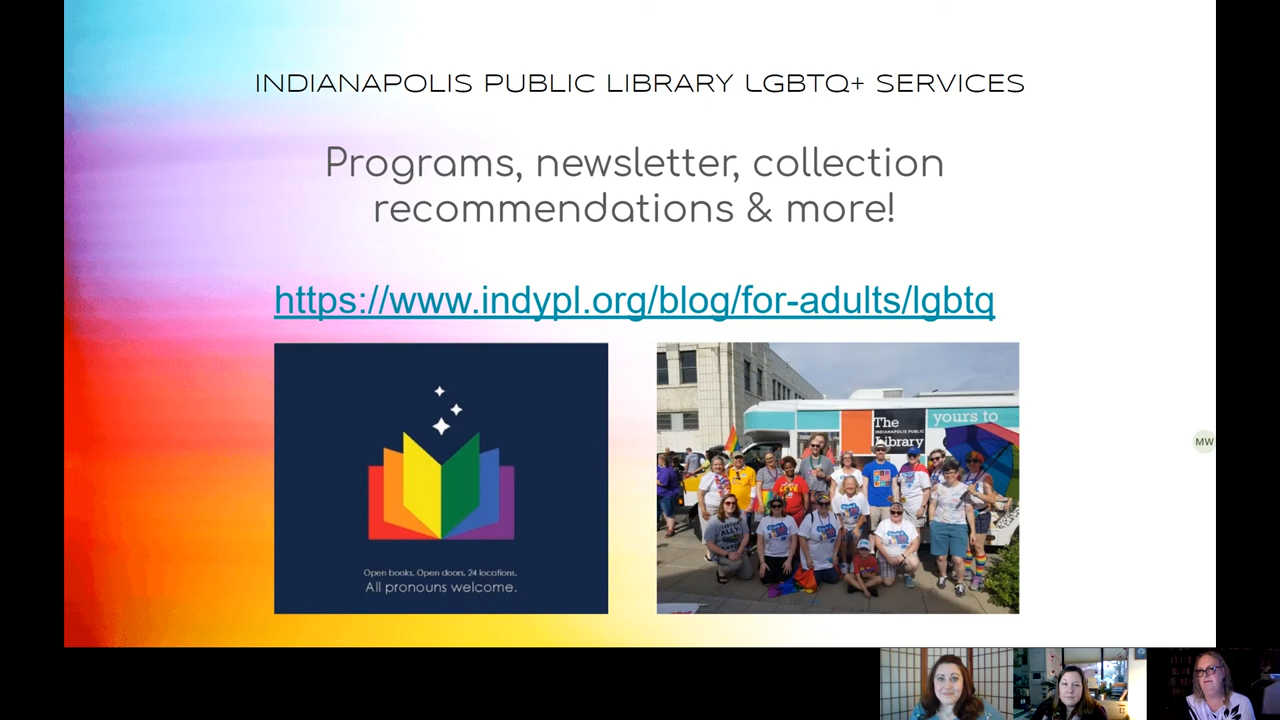 INDIANAPOLIS PUBLIC LIBRARY LGBTQ+ SERVICES
Programs, newsletter, collection
recommendations & more!
https://www.indypl.org/blog/for-adults/lgbtq
Open books. Open doors. 24 locations.
All pronouns welcome.
The
INDIANAPOLIS PUBLIC
Library
yours to
MW